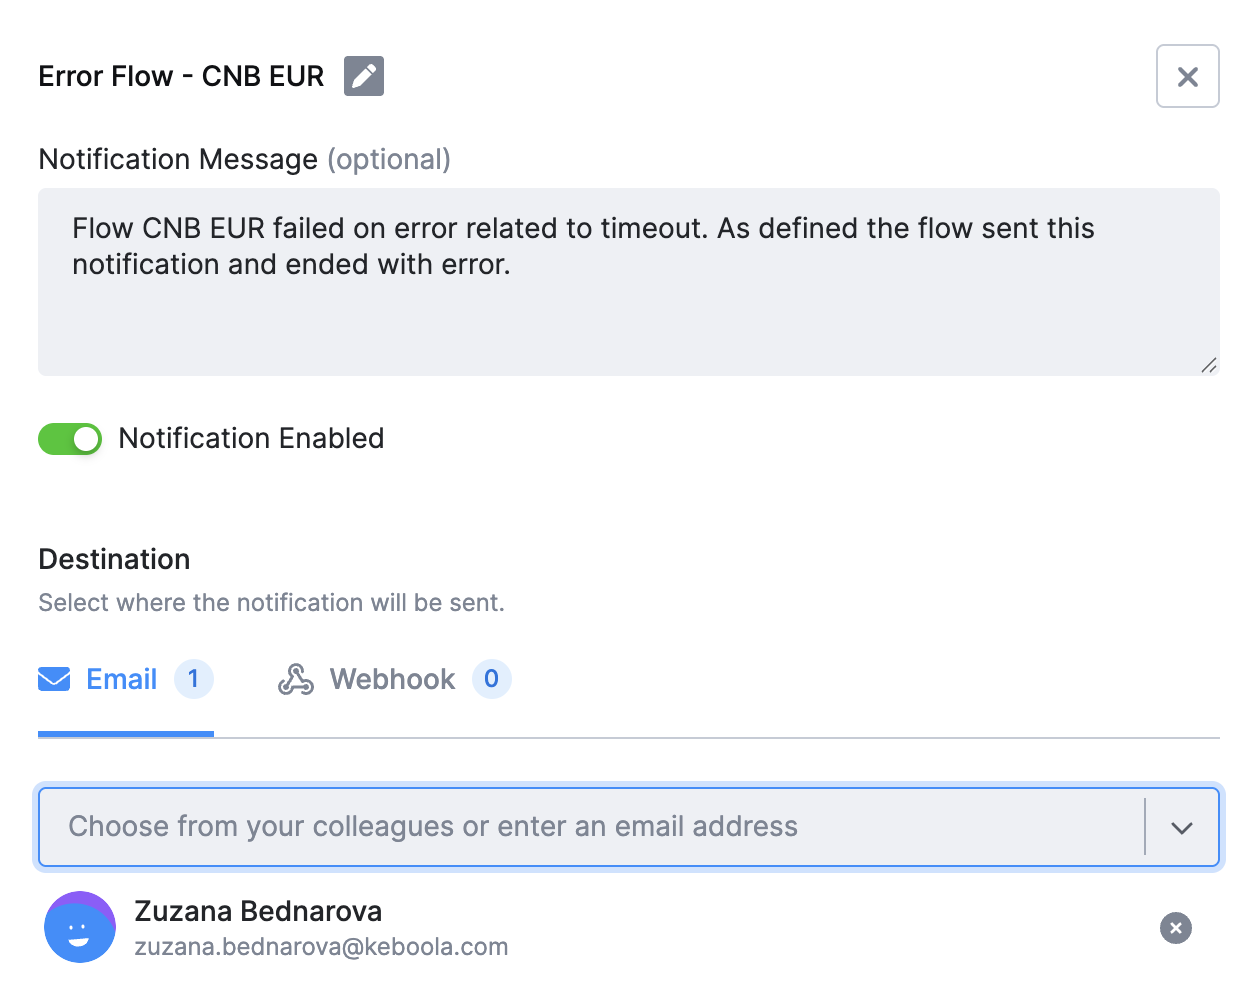 Error Flow - CNB EUR
Notification Message (optional)
Flow CNB EUR failed on error related to timeout. As defined the flow sent this
notification and ended with error.
Notification Enabled
Destination
Select where the notification will be sent.
Email 1 Webhook 0
Choose from your colleagues or enter an email address
Zuzana Bednarova
zuzana.bednarova@keboola.com